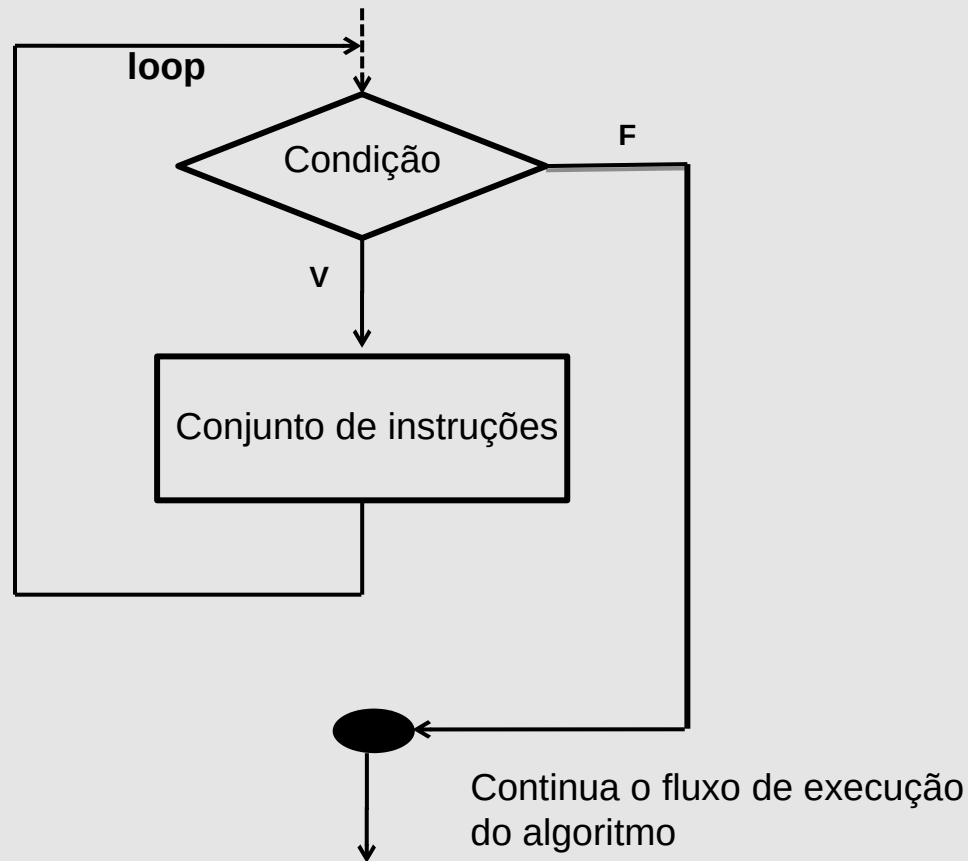 loop
F
Condição
V
Conjunto de instruções
Continua o fluxo de execução
do algoritmo